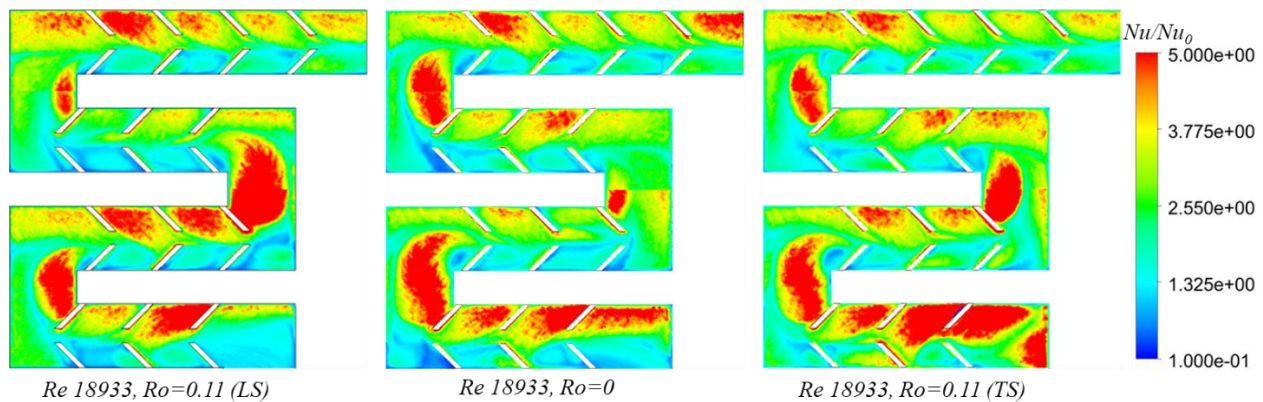 Nu/Nu0
5.000e+00
3.775e+00
2.550e+00
1.325e+00
1.000e-01
Re 18933, Ro=0.11 (LS)
Re 18933, Ro=0
Re 18933, Ro=0.11 (TS)